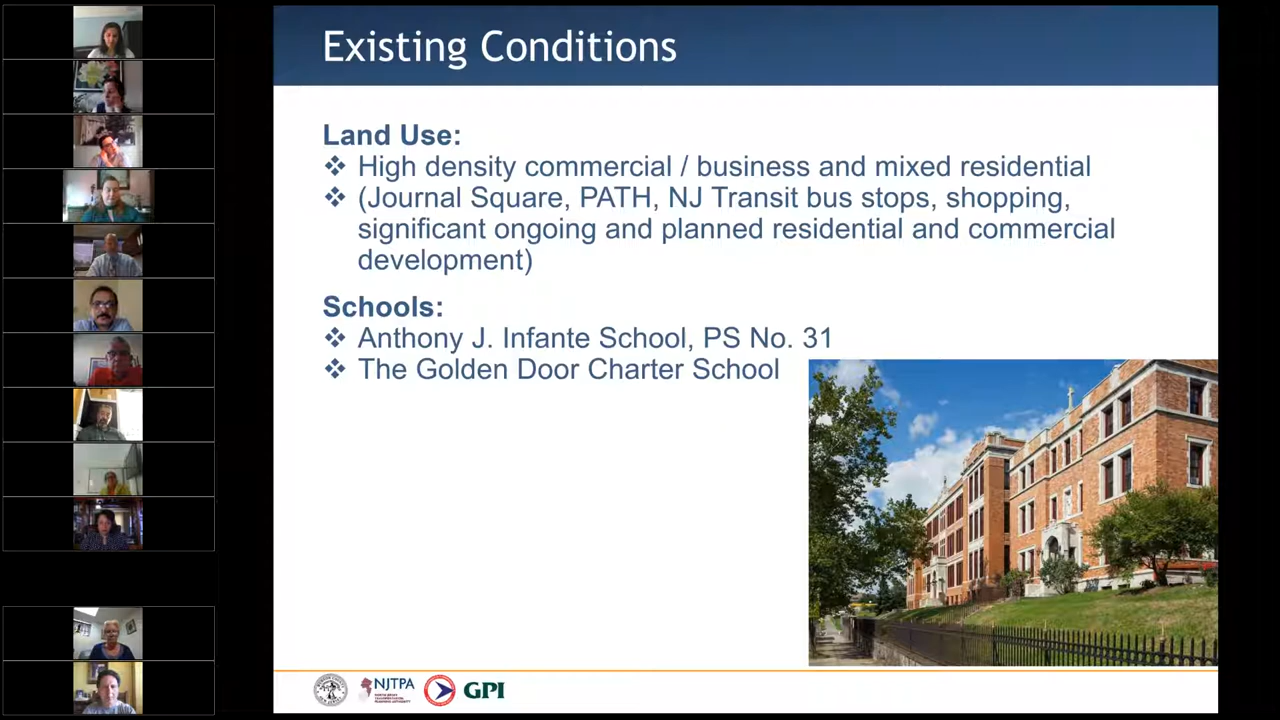 Existing Conditions
Land Use:
❖ High density commercial / business and mixed residential
❖ (Journal Square, PATH, NJ Transit bus stops, shopping,
significant ongoing and planned residential and commercial
development)
Schools:
❖ Anthony J. Infante School, PS No. 31
❖ The Golden Door Charter School
NJTPA
GPI